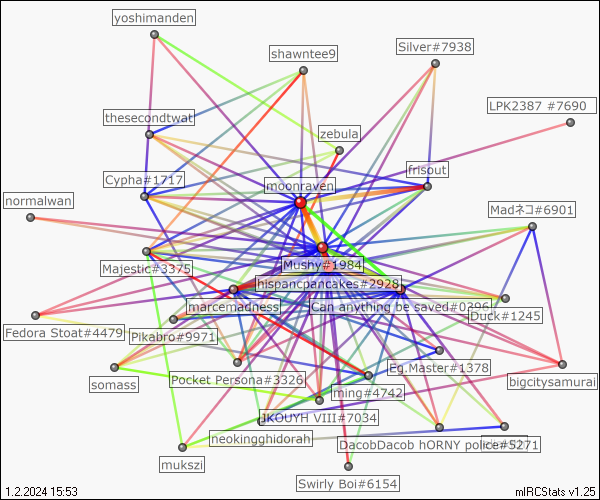 yoshimanden
shawntee9
Silver#7938
LPK2387 #7690
thesecondtwat
zebula
Cypha#1717
moonraven
frisout
normalwan
Madネコ#6901
Majestic#3375
Mushy#1984
hispancpancakes#2928
marcemadness
Can anything be saved#0206
Duck#1245
Fedora Stoat#4479
Pikabro#9971
Pocket Persona#3326
Eg.Master#1378
somass
ming#4742
bigcitysamurai
JKOUYH VIII#7034
neokingghidorah
DacobDacob hORNY police#5271
mukszi
Swirly Boi#6154
1.2.2024 15:53
mIRCStats v1.25